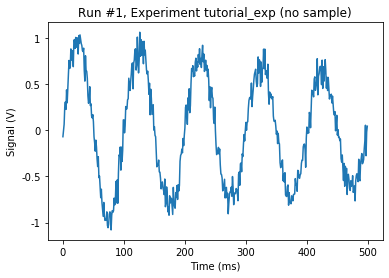 Run #1, Experiment tutorial_exp (no sample)
1
0.5
0
-0.5
-1
Signal (V)
0 100 200 300 400 500
Time (ms)